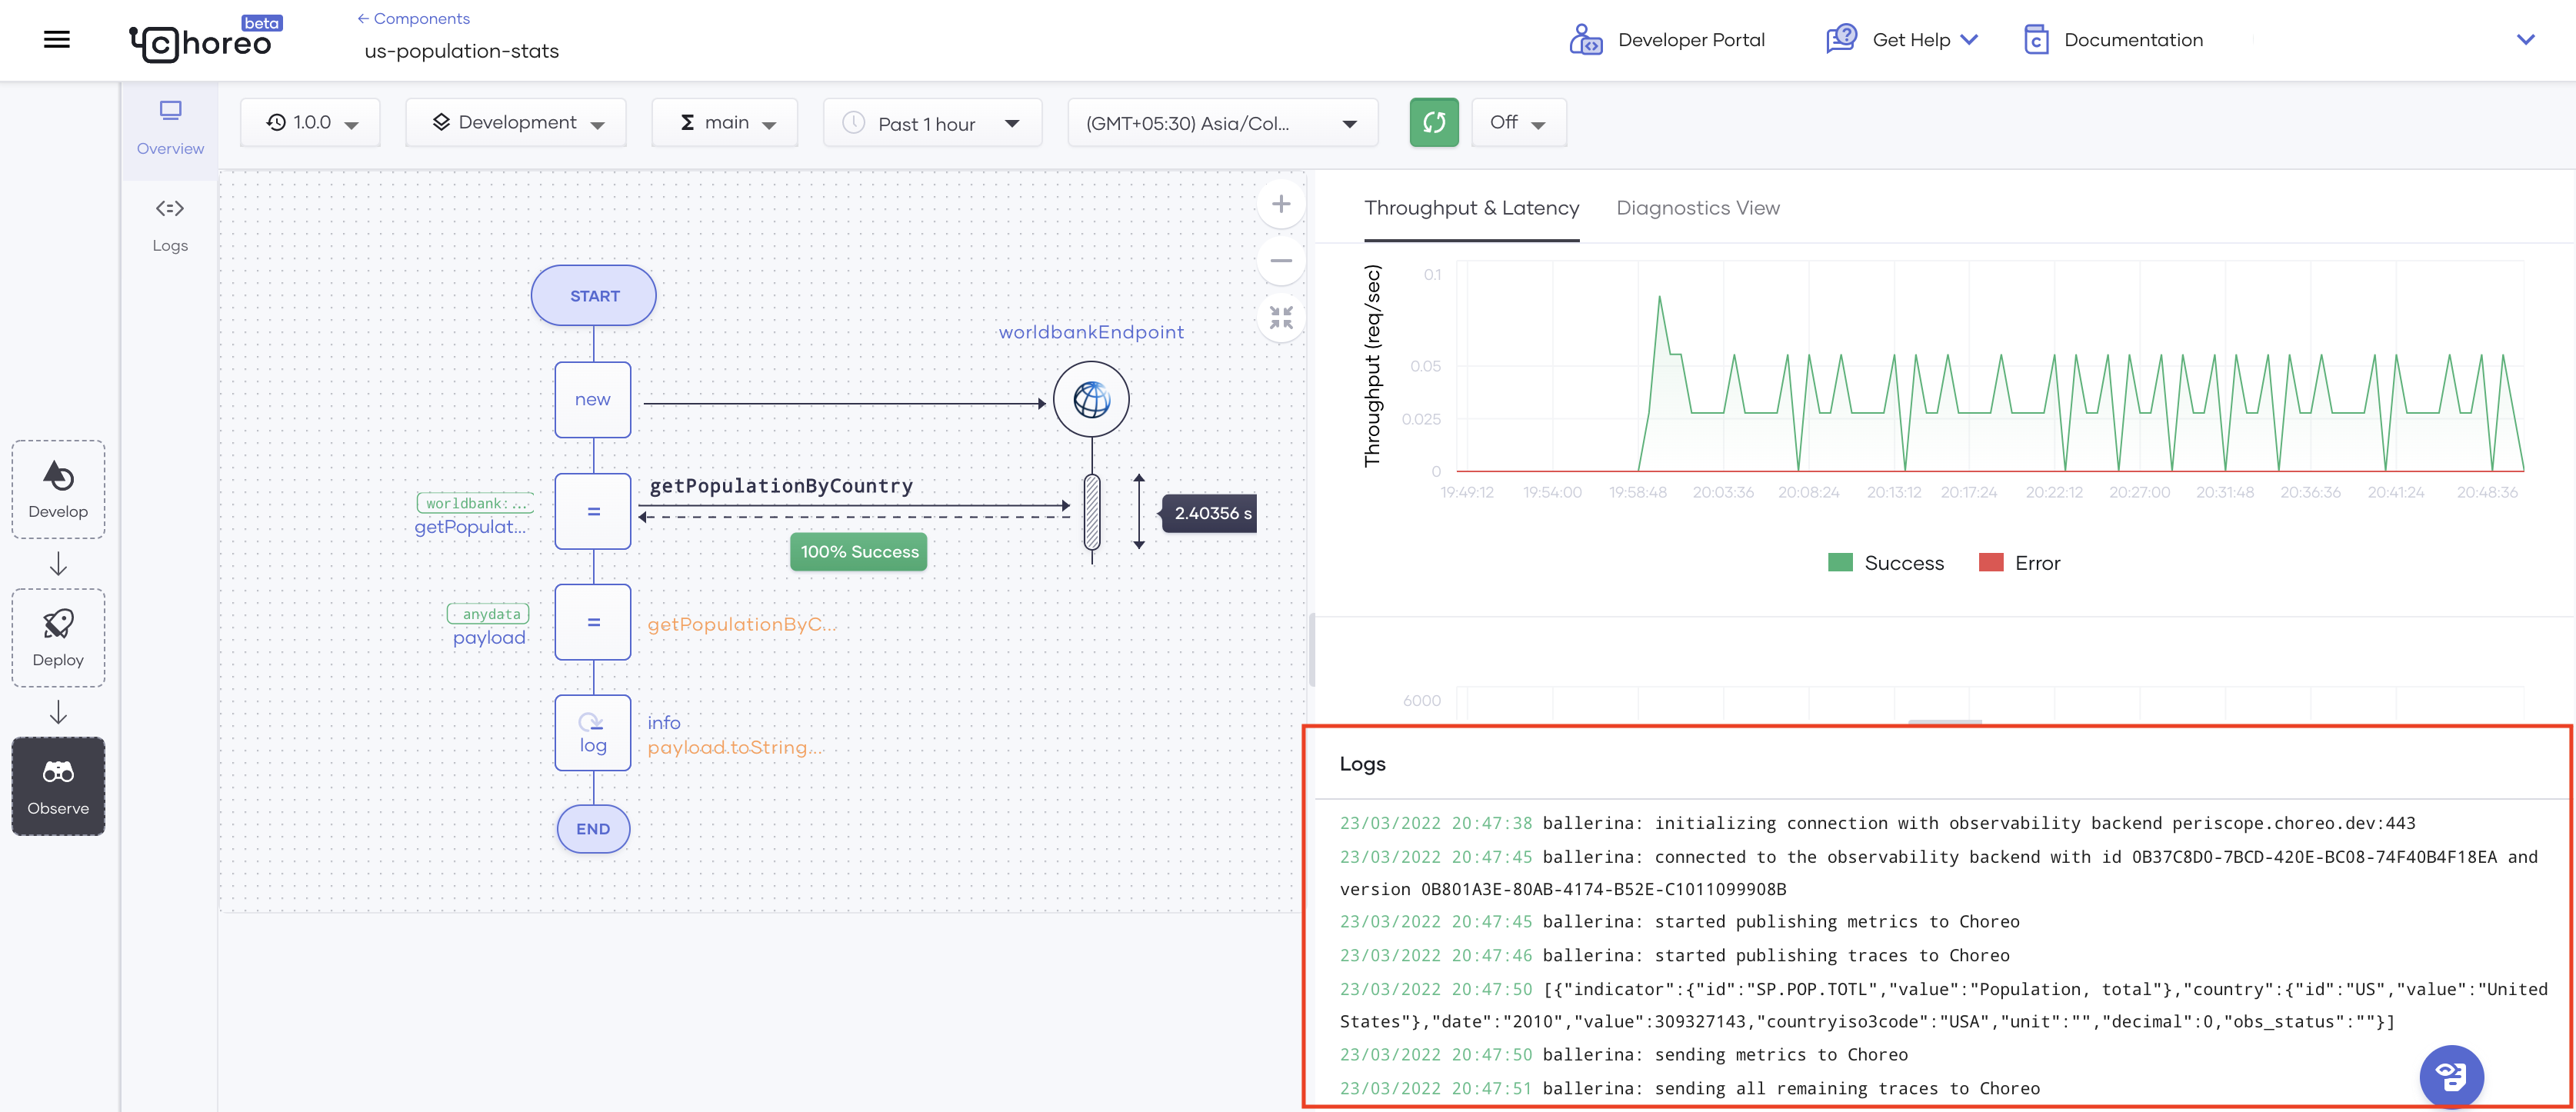 Choreo beta
← Components
us-population-stats
Developer Portal
Get Help
Documentation
Overview
Logs
1.0.0
Development
Σ main
Past 1 hour
(GMT+05:30) Asia/Col...
Off
Develop
Deploy
Observe
START
new
worldbankEndpoint
getPopulationByCountry
worldbank:...
getPopulat...
=
2.40356 s
100% Success
anydata
payload
=
getPopulationByC...
log
info
payload.toString...
END
Throughput & Latency
Diagnostics View
Throughput (req/sec)
0.1
0.05
0.025
0
19:49:12 19:54:00 19:58:48 20:03:36 20:08:24 20:13:12 20:17:24 20:22:12 20:27:00 20:31:48 20:36:36 20:41:24 20:48:36
Success
Error
6000
Logs
23/03/2022 20:47:38 ballerina: initializing connection with observability backend periscope.choreo.dev:443
23/03/2022 20:47:45 ballerina: connected to the observability backend with id 0B37C8D0-7BCD-420E-BC08-74F40B4F18EA and
version 0B801A3E-80AB-4174-B52E-C1011099908B
23/03/2022 20:47:45 ballerina: started publishing metrics to Choreo
23/03/2022 20:47:46 ballerina: started publishing traces to Choreo
23/03/2022 20:47:50 [{"indicator":{"id":"SP.POP.TOTL","value":"Population, total"},"country":{"id":"US","value":"United
States"},"date":"2010","value":309327143,"countryiso3code":"USA","unit":"","decimal":0,"obs_status":""}]
23/03/2022 20:47:50 ballerina: sending metrics to Choreo
23/03/2022 20:47:51 ballerina: sending all remaining traces to Choreo